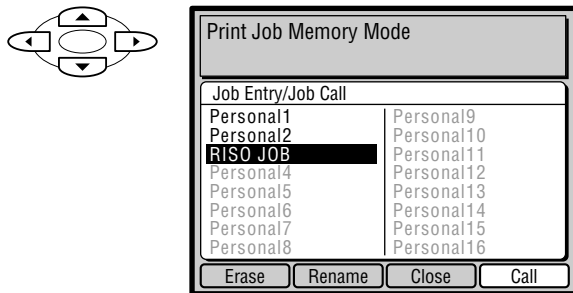 Print Job Memory Mode
Job Entry/Job Call
Personal1
Personal2
RISO JOB
Personal4
Personal5
Personal6
Personal7
Personal8
Personal9
Personal10
Personal11
Personal12
Personal13
Personal14
Personal15
Personal16
Erase Rename Close Call